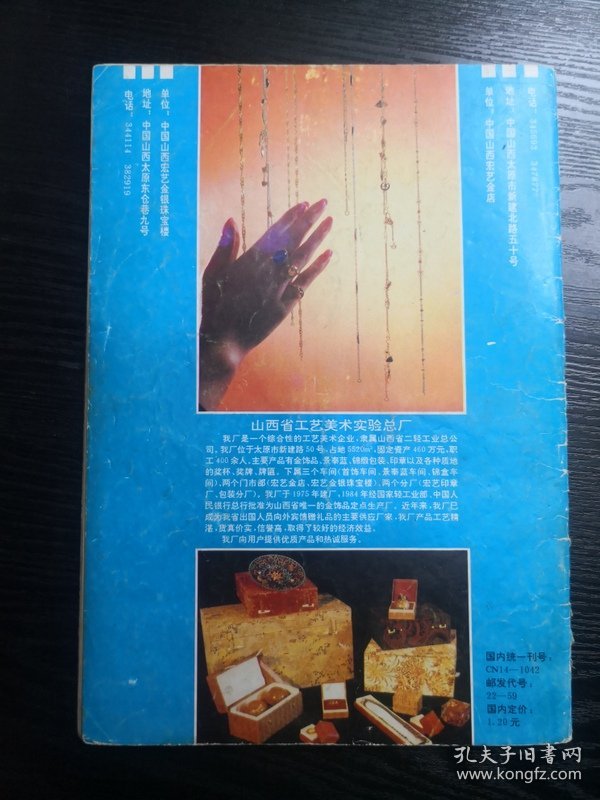 单位：中国山西宏艺金银珠宝楼
地址：中国山西太原东仓巷九号
电话：344114 382919
电话：
地址：中国山西太原市新建北路五十号
单位：中国山西宏艺金店
山西省工艺美术实验总厂
我厂是一个综合性的工艺美术企业，隶属山西省二轻工业总公
司。我厂位于太原市新建路50号，占地5520m²，固定资产460万元，职
工400余人，主要产品有金饰品、景泰蓝、锦缎包装、印章以及各种质地
的奖杯、奖牌、牌匾。下属三个车间(首饰车间、景泰蓝车间、锦盒车
间)，两个门市部(宏艺金店、宏艺金银珠宝楼)，两个分厂(宏艺印章
厂、包装分厂)。我厂于1975年建厂，1984年经国家轻工业部、中国人
民银行总行批准为山西省唯一的金饰品定点生产厂。近年来，我厂已
成为我省出国人员向外宾馈赠礼品的主要供应厂家，我厂产品工艺精
湛，货真价实，信誉高，取得了较好的经济效益。
我厂向用户提供优质产品和热诚服务。
国内统一刊号：
CN14—1042
邮发代号：
22—59
国内定价：
1.20元
孔夫子旧书网
www.kongfz.com